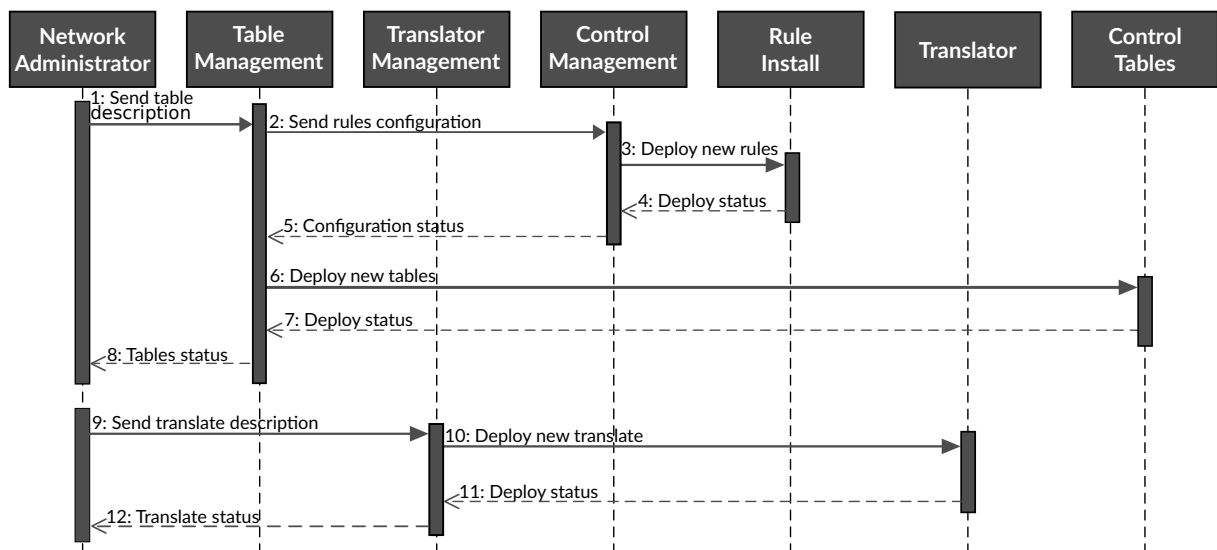 Network
Administrator
Table
Management
Translator
Management
Control
Management
Rule
Install
Translator
Control
Tables
1: Send table
description
2: Send rules configuration
3: Deploy new rules
4: Deploy status
5: Configuration status
6: Deploy new tables
7: Deploy status
8: Tables status
9: Send translate description
10: Deploy new translate
11: Deploy status
12: Translate status